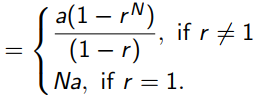 = { a(1 − r^N) / (1 − r), if r ≠ 1
Na, if r = 1.